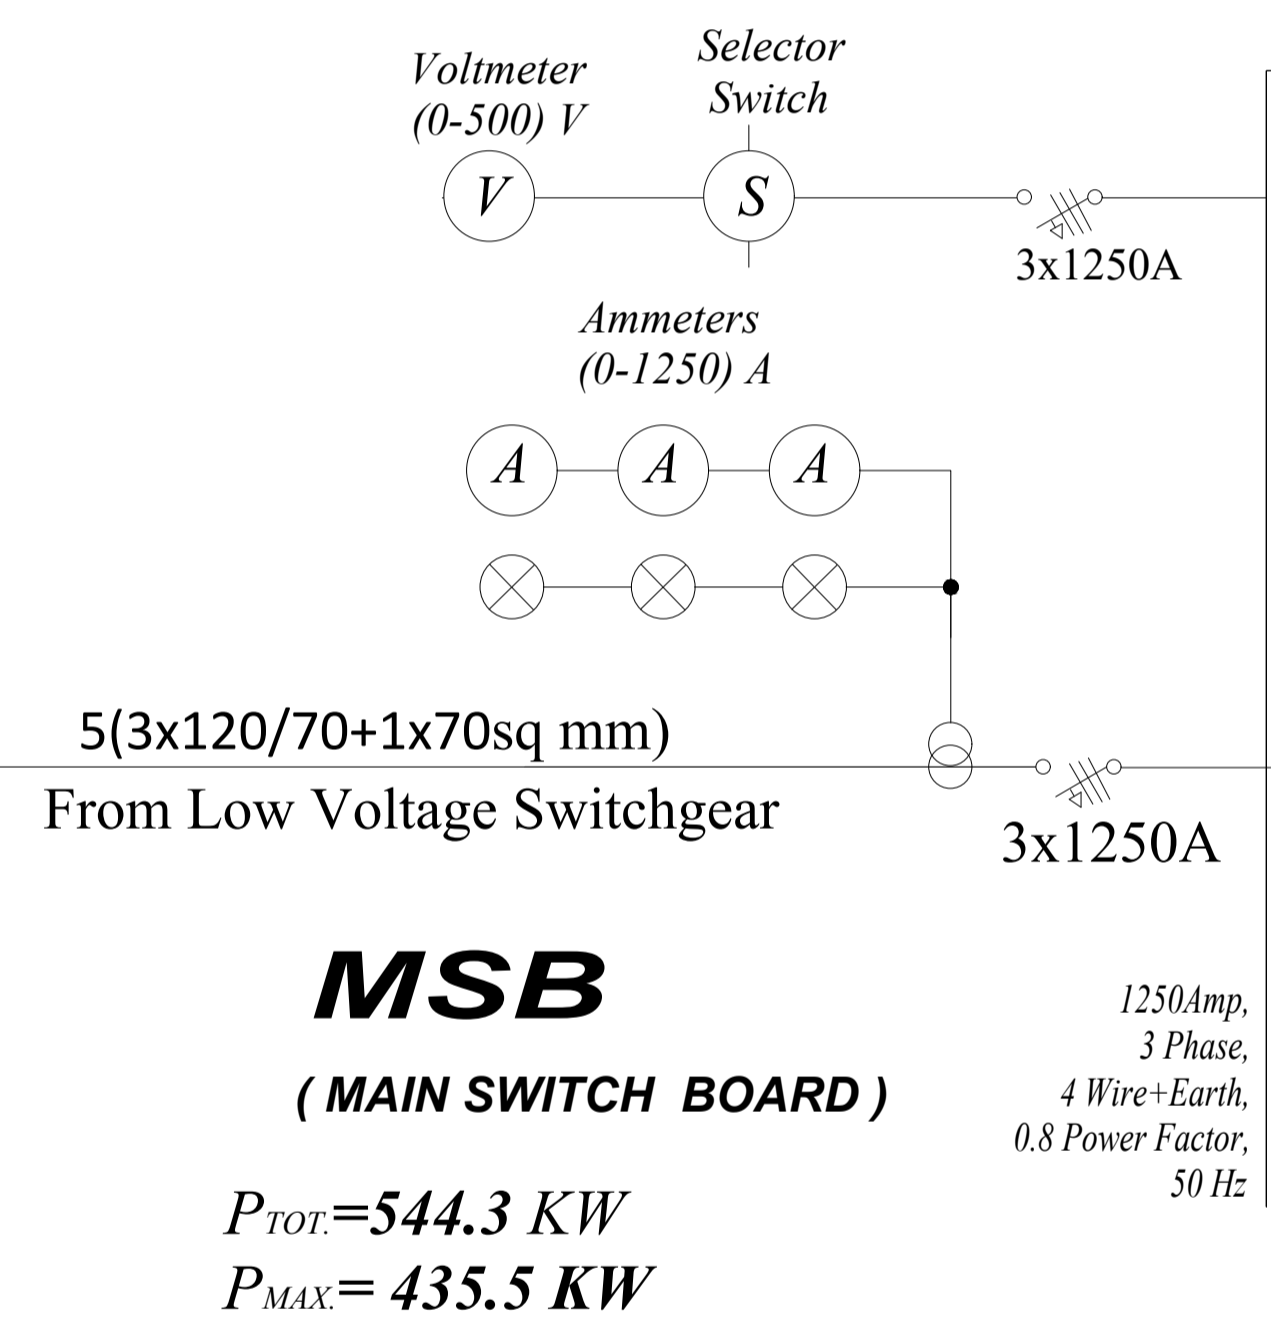 Voltmeter
(0-500) V
Selector
Switch
V
S
3x1250A
Ammeters
(0-1250) A
A A A
5(3x120/70+1x70sq mm)
From Low Voltage Switchgear
3x1250A
MSB
( MAIN SWITCH BOARD )
1250Amp,
3 Phase,
4 Wire+Earth,
0.8 Power Factor,
50 Hz
PTOT.=544.3 KW
PMAX.= 435.5 KW